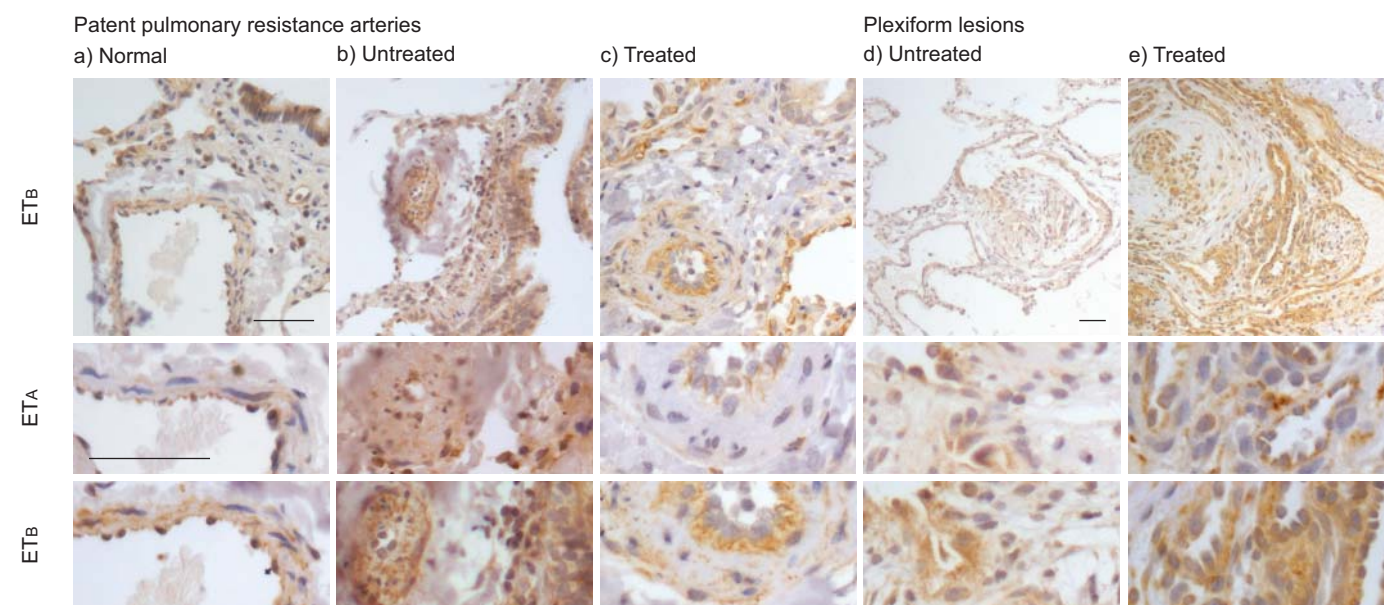 Patent pulmonary resistance arteries
Plexiform lesions
a) Normal
b) Untreated
c) Treated
d) Untreated
e) Treated
ETB
ETA
ETB